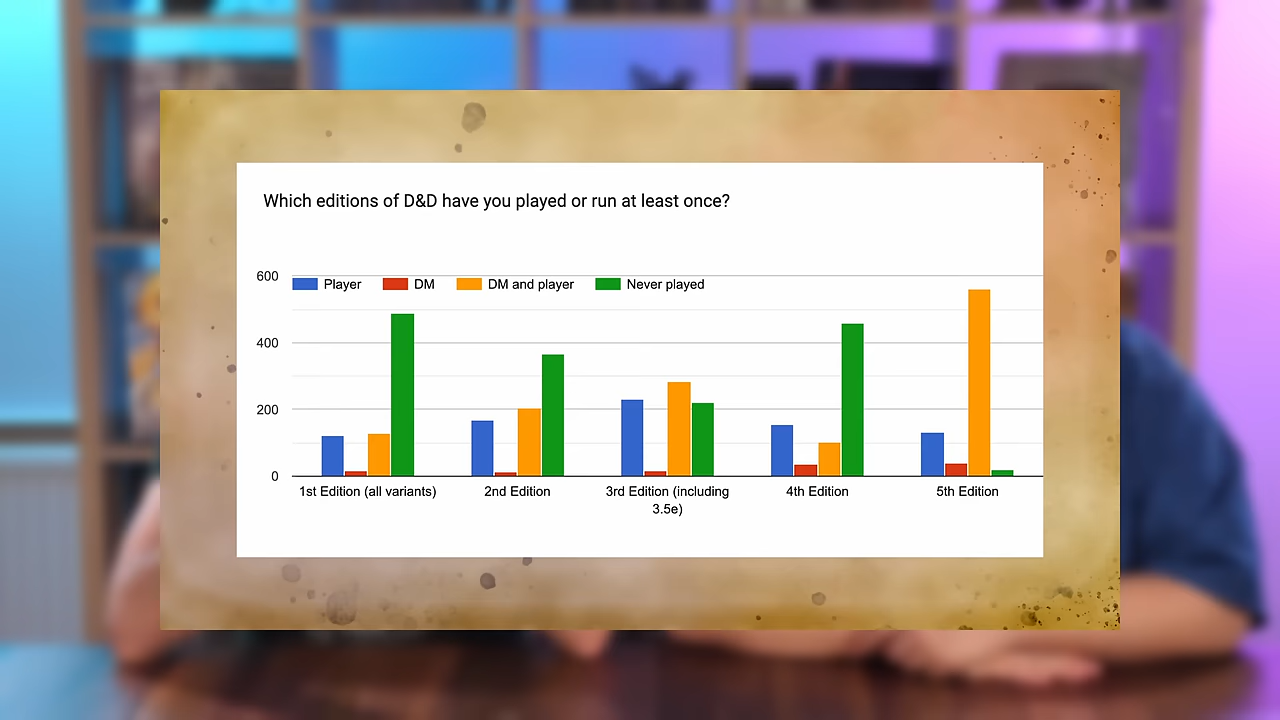 Which editions of D&D have you played or run at least once?
600
Player
DM
DM and player
Never played
400
200
0
1st Edition (all variants)
2nd Edition
3rd Edition (including
3.5e)
4th Edition
5th Edition